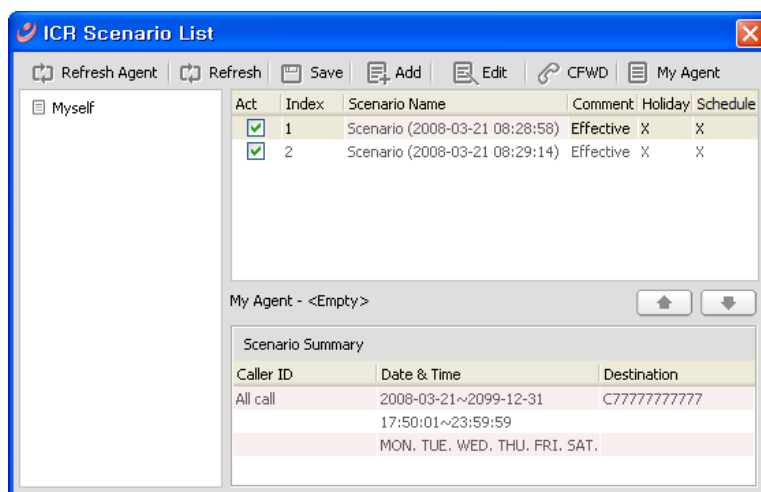 ICR Scenario List
Refresh Agent Refresh Save Add Edit CFWD My Agent
Myself
Act Index Scenario Name Comment Holiday Schedule
1 Scenario (2008-03-21 08:28:58) Effective X X
2 Scenario (2008-03-21 08:29:14) Effective X X
My Agent - <Empty>
Scenario Summary
Caller ID Date & Time Destination
All call 2008-03-21~2099-12-31 C77777777777
17:50:01~23:59:59
MON. TUE. WED. THU. FRI. SAT.